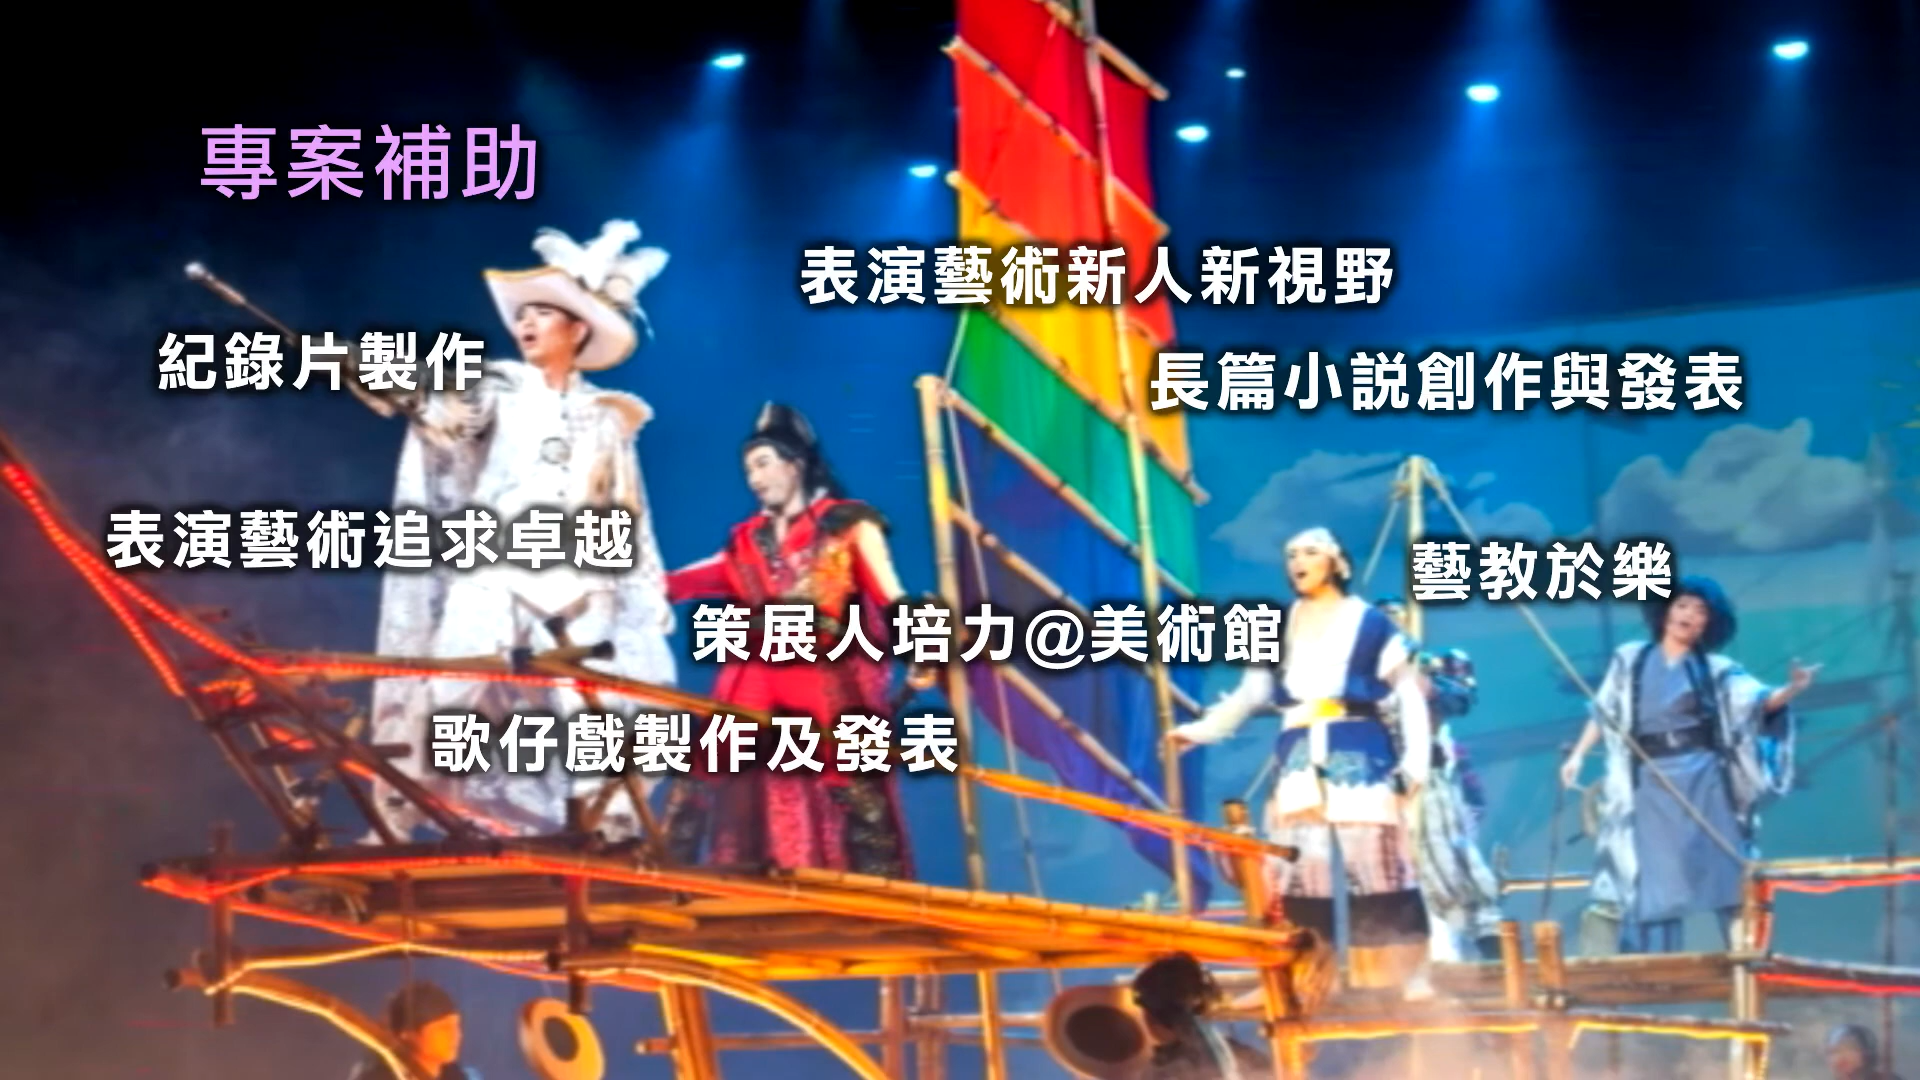 專案補助
表演藝術新人新視野
紀錄片製作
長篇小説創作與發表
表演藝術追求卓越
藝教於樂
策展人培力@美術館
歌仔戲製作及發表